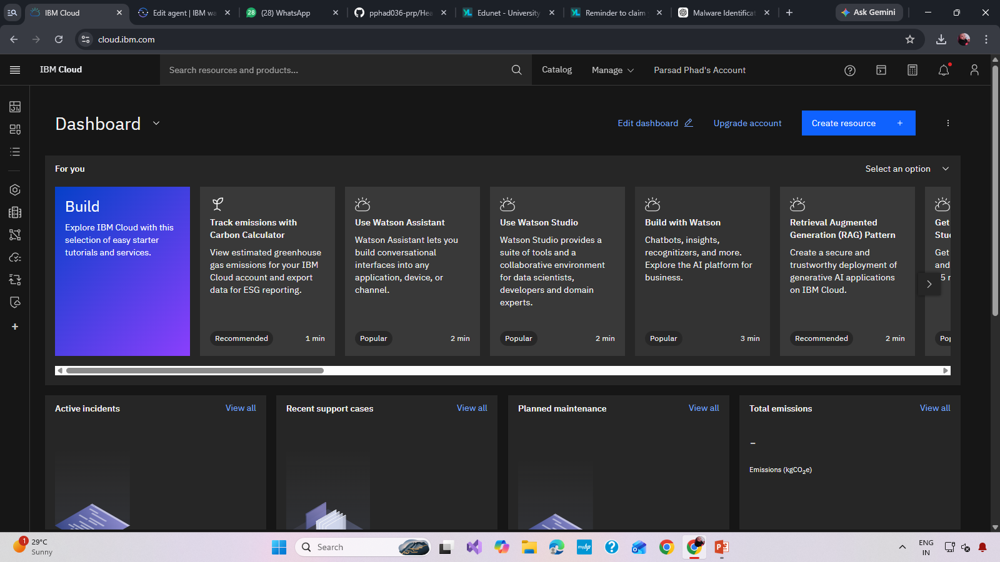 IBM Cloud
Edit agent | IBM wa
28
(28) WhatsApp
pphad036-prp/Hea
Edunet - University
Reminder to claim
Malware Identificat
Ask Gemini
cloud.ibm.com
IBM Cloud
Search resources and products...
Catalog
Manage
Parsad Phad's Account
Dashboard
Edit dashboard
Upgrade account
Create resource
For you
Select an option
Build
Explore IBM Cloud with this
selection of easy starter
tutorials and services.
Track emissions with
Carbon Calculator
View estimated greenhouse
gas emissions for your IBM
Cloud account and export
data for ESG reporting.
Recommended
1 min
Use Watson Assistant
Watson Assistant lets you
build conversational
interfaces into any
application, device, or
channel.
Popular
2 min
Use Watson Studio
Watson Studio provides a
suite of tools and a
collaborative environment
for data scientists,
developers and domain
experts.
Popular
2 min
Build with Watson
Chatbots, insights,
recognitizers, and more.
Explore the AI platform for
business.
Popular
3 min
Retrieval Augmented
Generation (RAG) Pattern
Create a secure and
trustworthy deployment of
generative AI applications
on IBM Cloud.
Recommended
2 min
Get
Stud
Get
and
5 m
Pop
Active incidents
View all
Recent support cases
View all
Planned maintenance
View all
Total emissions
View all
-
Emissions (kgCO2e)
1
29°C
Sunny
Search
ENG
IN